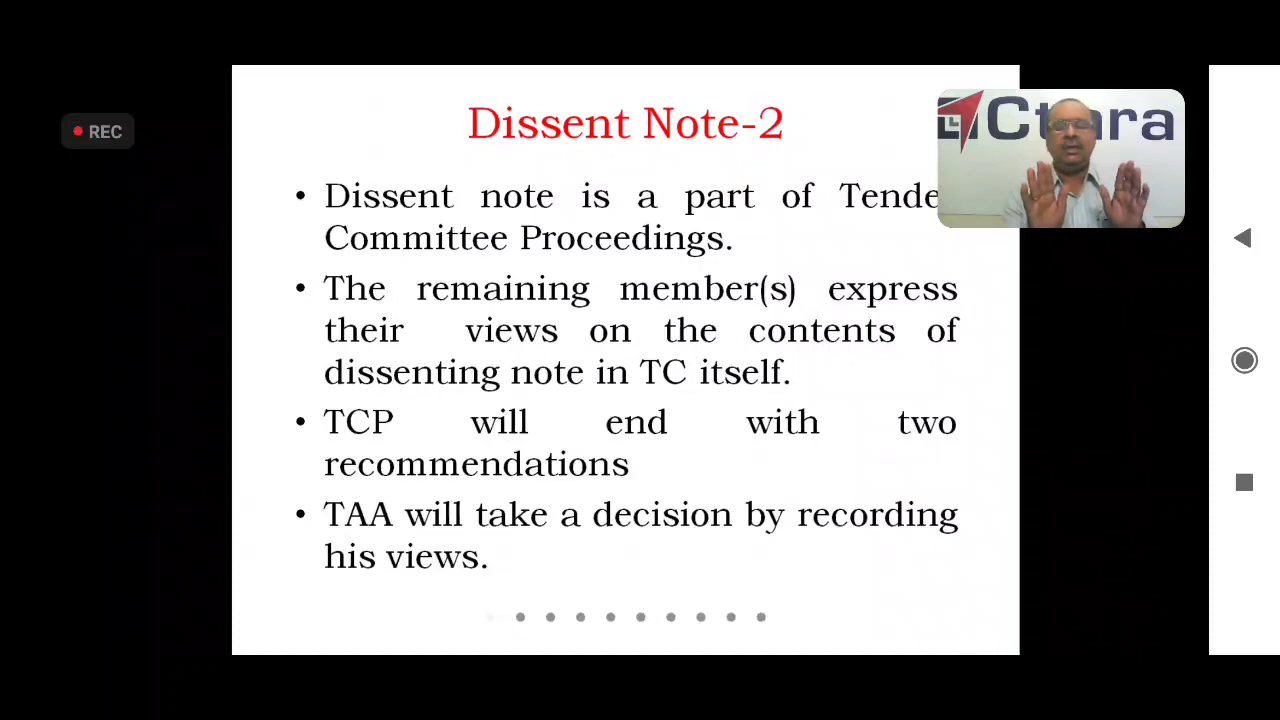 REC
Dissent Note-2
• Dissent note is a part of Tende
Committee Proceedings.
• The remaining member(s) express
their views on the contents of
dissenting note in TC itself.
• TCP will end with two
recommendations
• TAA will take a decision by recording
his views.